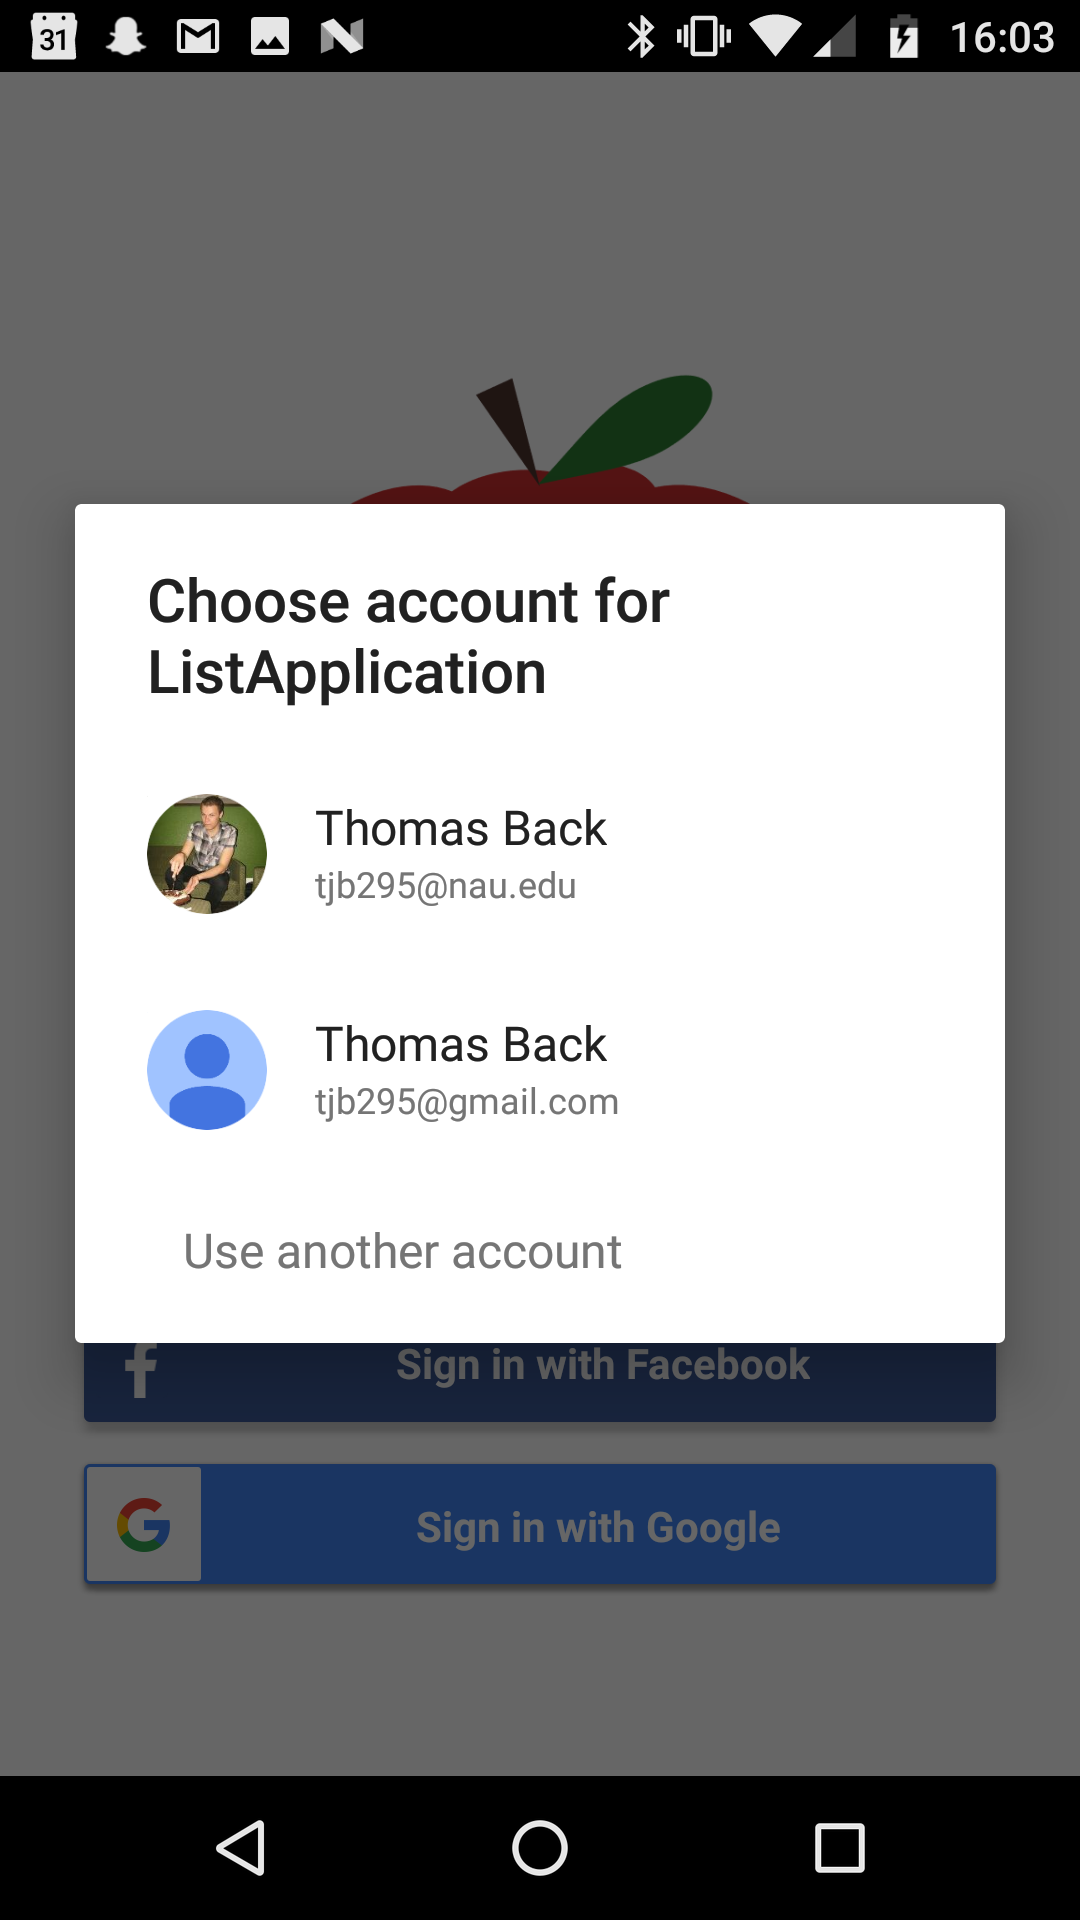 31
16:03
Choose account for
ListApplication
Thomas Back
tjb295@nau.edu
Thomas Back
tjb295@gmail.com
Use another account
Sign in with Facebook
Sign in with Google